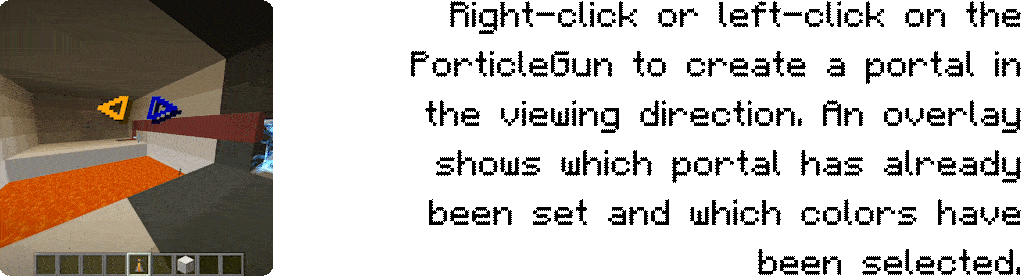 Right-click or left-click on the
PorticleGun to create a portal in
the viewing direction. An overlay
shows which portal has already
been set and which colors have
been selected.